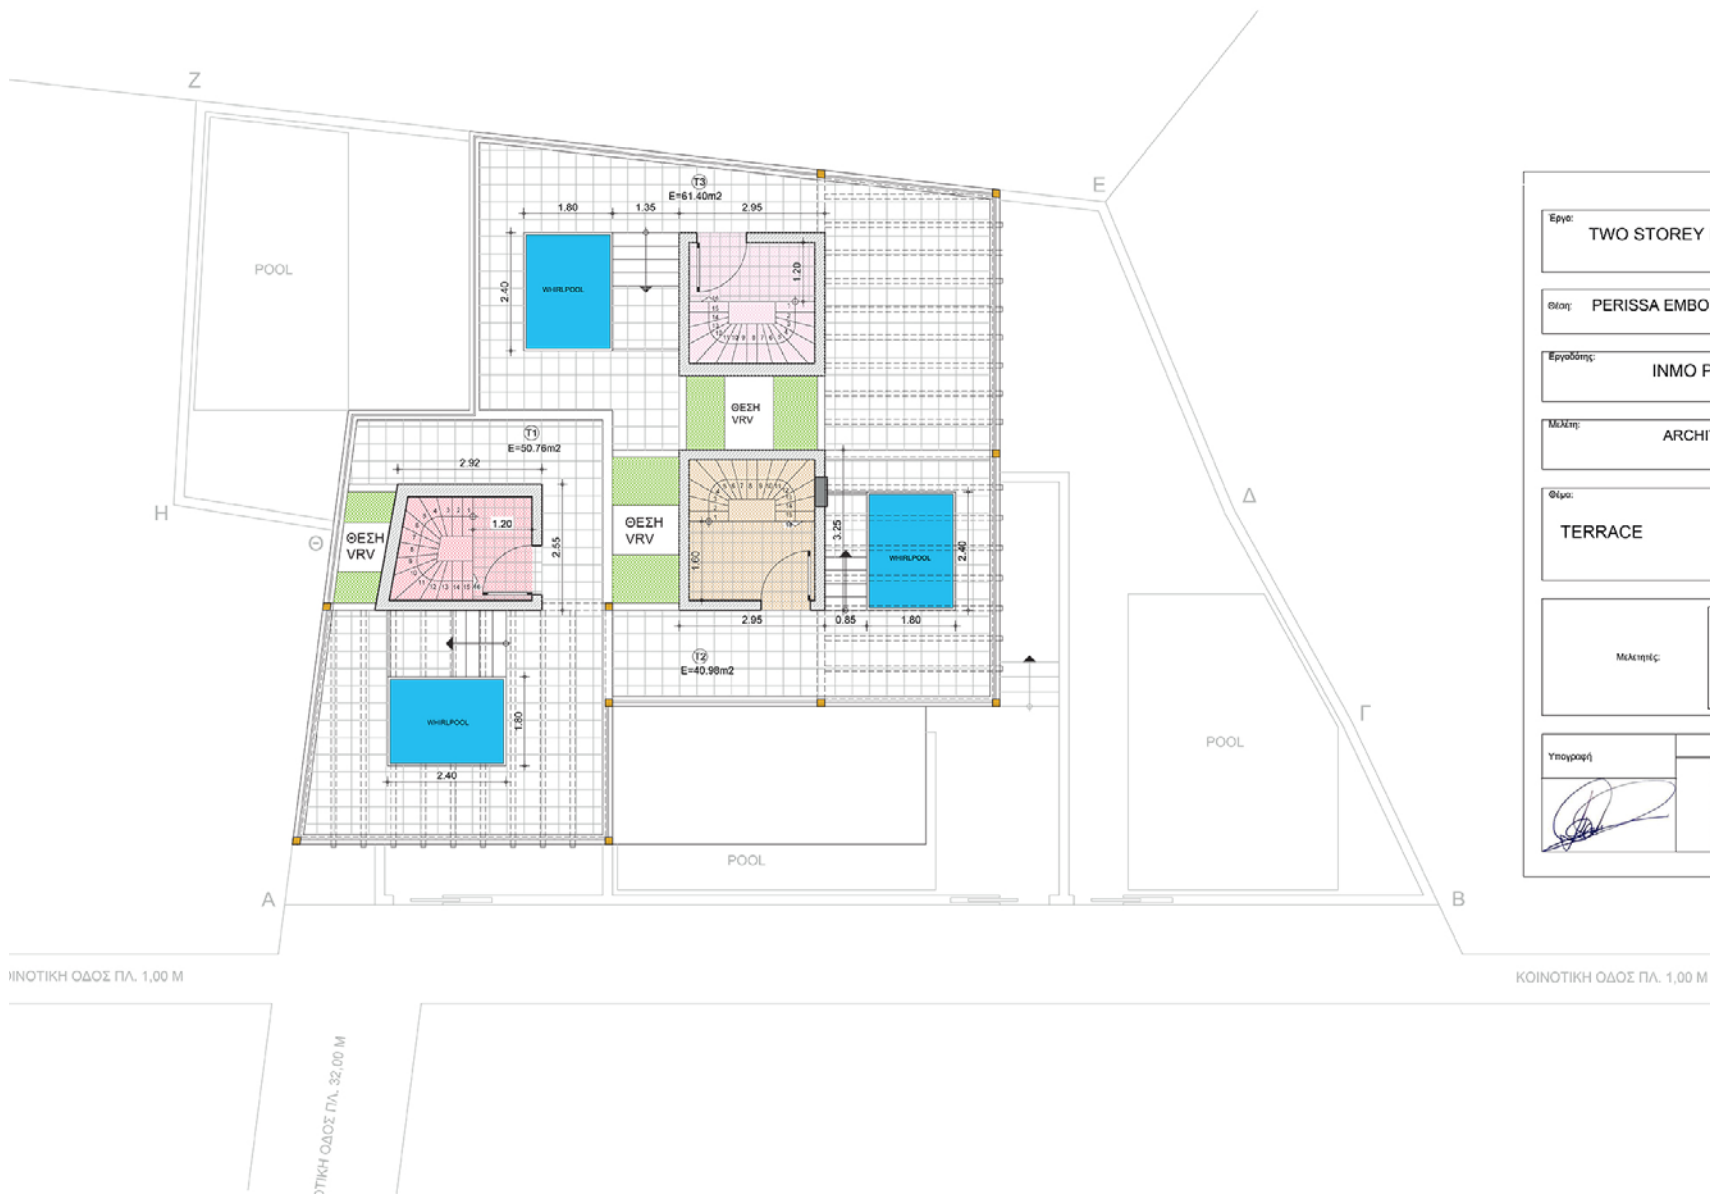 Z
E
T3
E=61.40m2
1.80
1.35
2.95
2.40
WHIRLPOOL
1.20
POOL
ΘΕΣΗ
VRV
T1
E=50.76m2
2.92
1.20
2.55
ΘΕΣΗ
VRV
ΘΕΣΗ
VRV
1.60
3.25
WHIRLPOOL
2.40
2.95
0.85
1.80
T2
E=40.98m2
H
Θ
Δ
Γ
WHIRLPOOL
1.80
2.40
POOL
POOL
A
B
ΟΙΝΟΤΙΚΗ ΟΔΟΣ ΠΛ. 1,00 Μ
ΚΟΙΝΟΤΙΚΗ ΟΔΟΣ ΠΛ. 1,00 Μ
ΟΤΙΚΗ ΟΔΟΣ ΠΛ. 32,00 Μ
Έργο:
TWO STOREY
Θέση:
PERISSA EMBO
Εργοδότης:
INMO P
Μελέτη:
ARCHI
Θέμα:
TERRACE
Μελετητές:
Υπογραφή